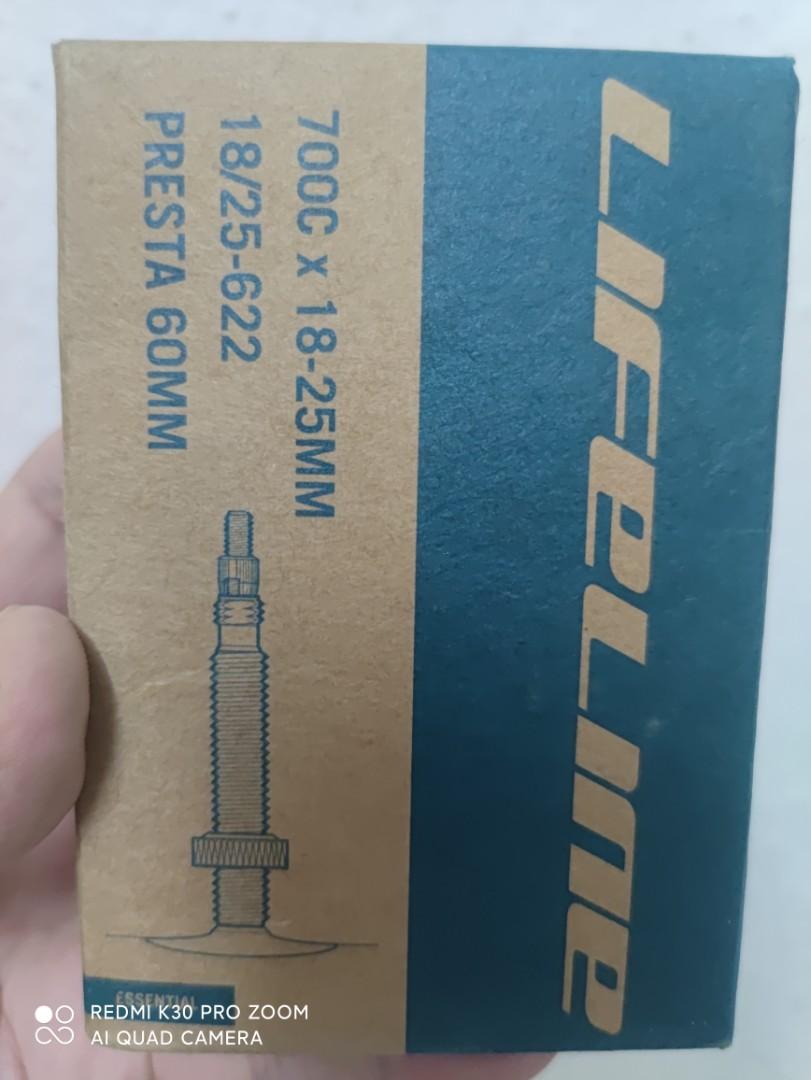 LIFELINE
700C x 18-25MM
18/25-622
PRESTA 60MM
ESSENTIAL
REDMI K30 PRO ZOOM
AI QUAD CAMERA